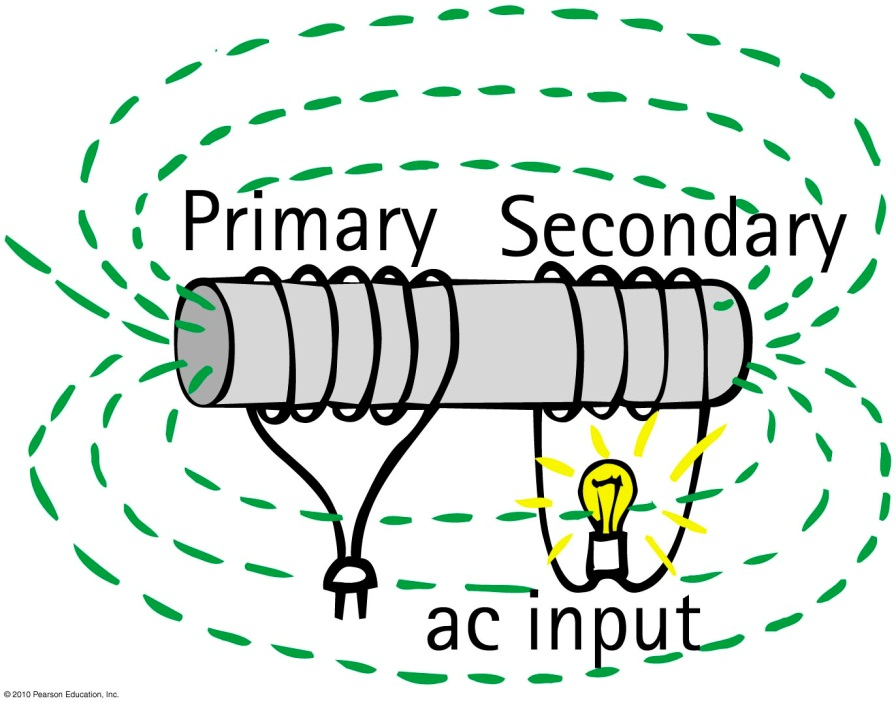 Primary
Secondary
ac input
© 2010 Pearson Education, Inc.